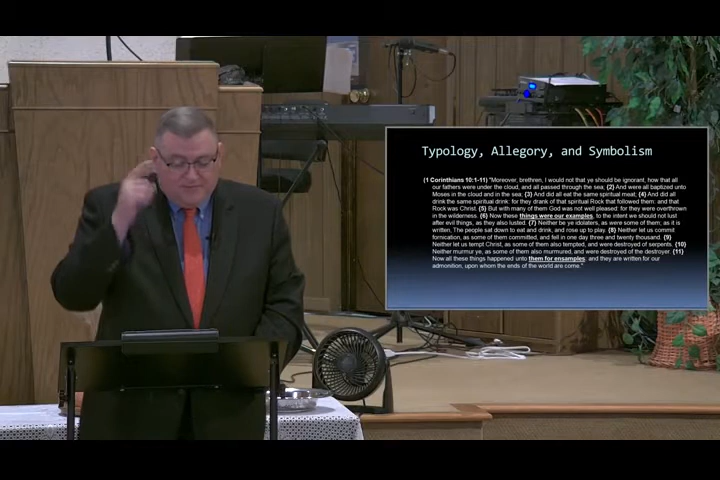 Typology, Allegory, and Symbolism
(1 Corinthians 10:1-11) "Moreover, brethren, I would not that ye should be ignorant, how that all
our fathers were under the cloud, and all passed through the sea; (2) And were all baptized unto
Moses in the cloud and in the sea; (3) And did all eat the same spiritual meat; (4) And did all
drink the same spiritual drink: for they drank of that spiritual Rock that followed them: and that
Rock was Christ. (5) But with many of them God was not well pleased: for they were overthrown
in the wilderness. (6) Now these things were our examples, to the intent we should not lust
after evil things, as they also lusted. (7) Neither be ye idolaters, as were some of them; as it is
written, The people sat down to eat and drink, and rose up to play. (8) Neither let us commit
fornication, as some of them committed, and fell in one day three and twenty thousand. (9)
Neither let us tempt Christ, as some of them also tempted, and were destroyed of serpents. (10)
Neither murmur ye, as some of them also murmured, and were destroyed of the destroyer. (11)
Now all these things happened unto them for ensamples: and they are written for our
admonition, upon whom the ends of the world are come."